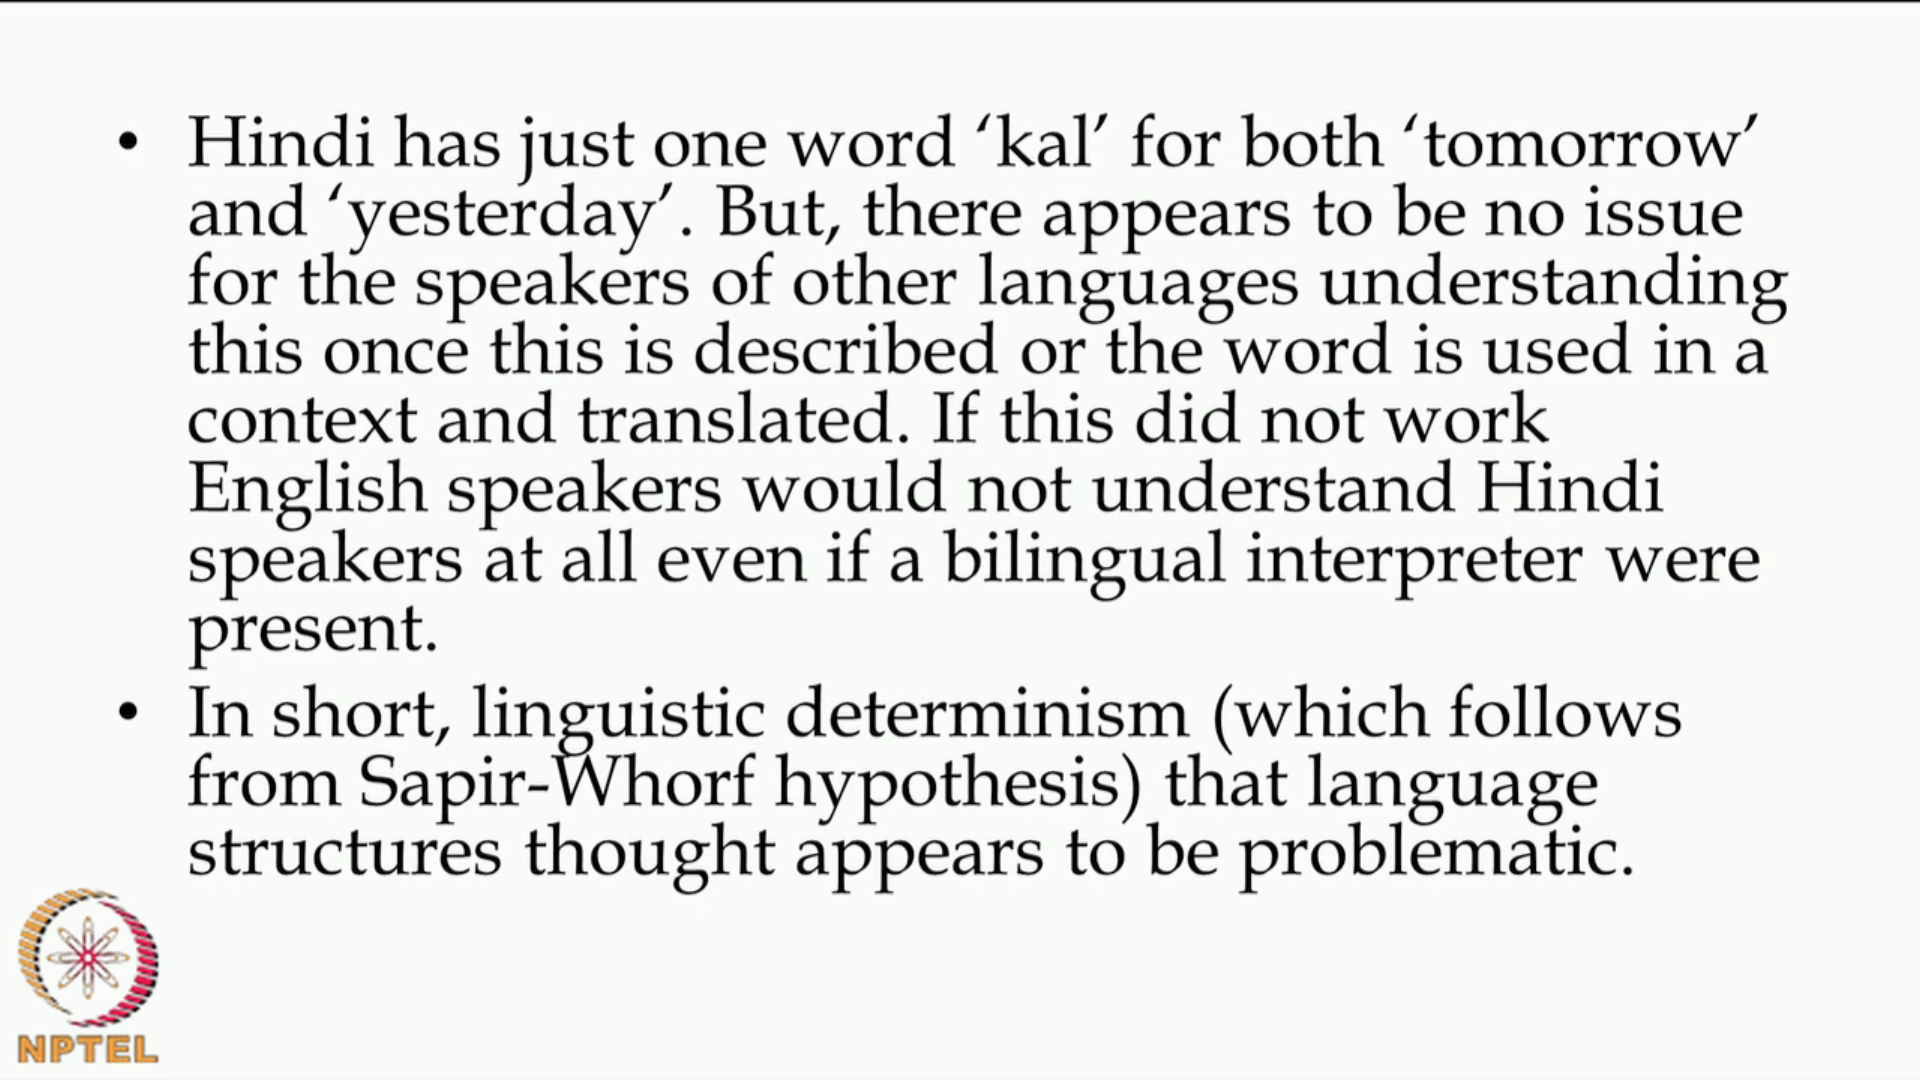 • Hindi has just one word ‘kal’ for both ‘tomorrow’
and ‘yesterday’. But, there appears to be no issue
for the speakers of other languages understanding
this once this is described or the word is used in a
context and translated. If this did not work
English speakers would not understand Hindi
speakers at all even if a bilingual interpreter were
present.
• In short, linguistic determinism (which follows
from Sapir-Whorf hypothesis) that language
structures thought appears to be problematic.
NPTEL